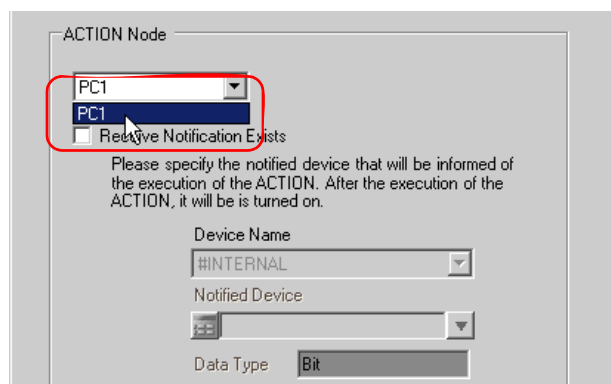 ACTION Node
PC1
PC1
Receive Notification Exists
Please specify the notified device that will be informed of
the execution of the ACTION. After the execution of the
ACTION, it will be is turned on.
Device Name
#INTERNAL
Notified Device
Data Type Bit